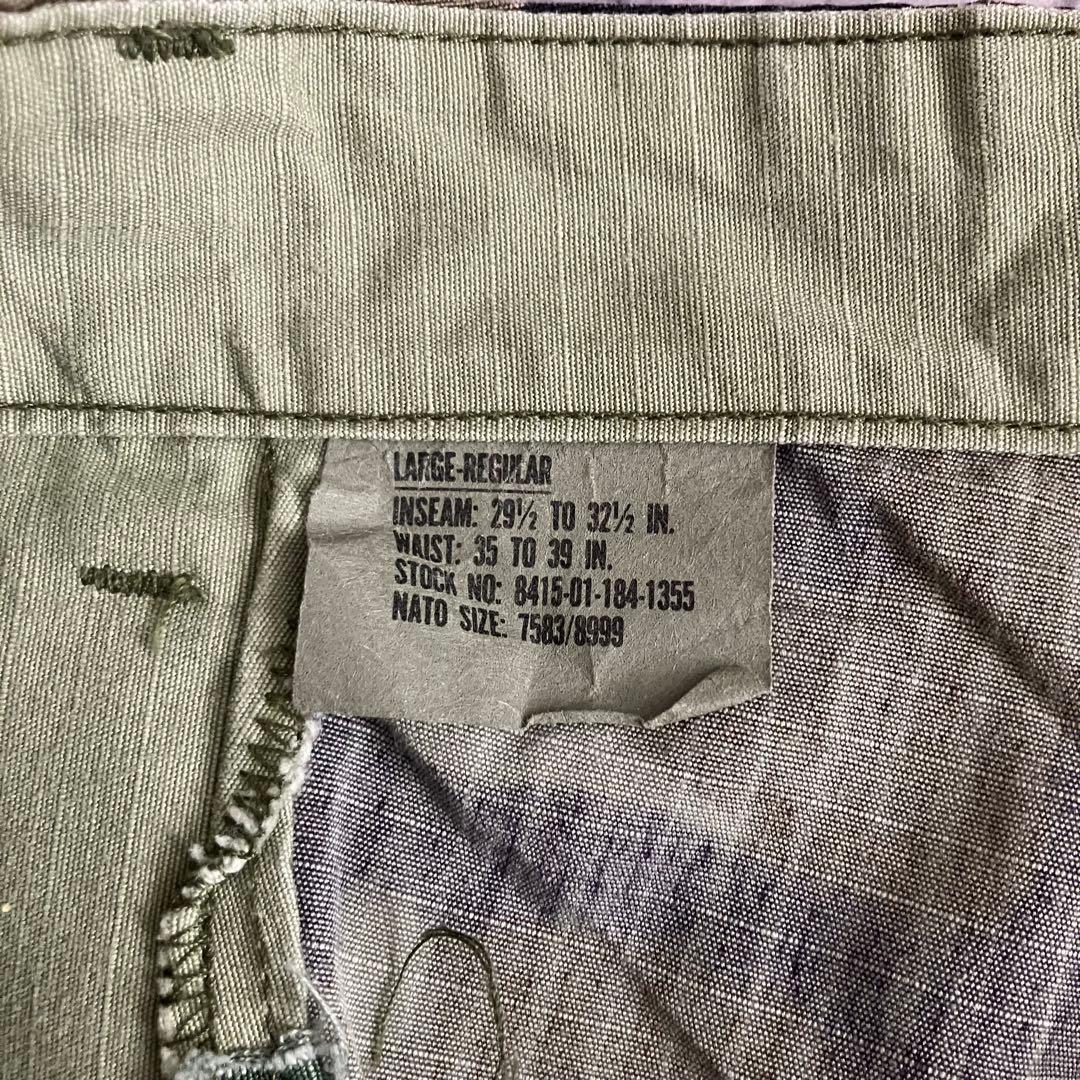 LARGE-REGULAR
INSEAM: 29½ TO 32½ IN.
WAIST: 35 TO 39 IN.
STOCK NO: 8415-01-184-1355
NATO SIZE: 7583/8999